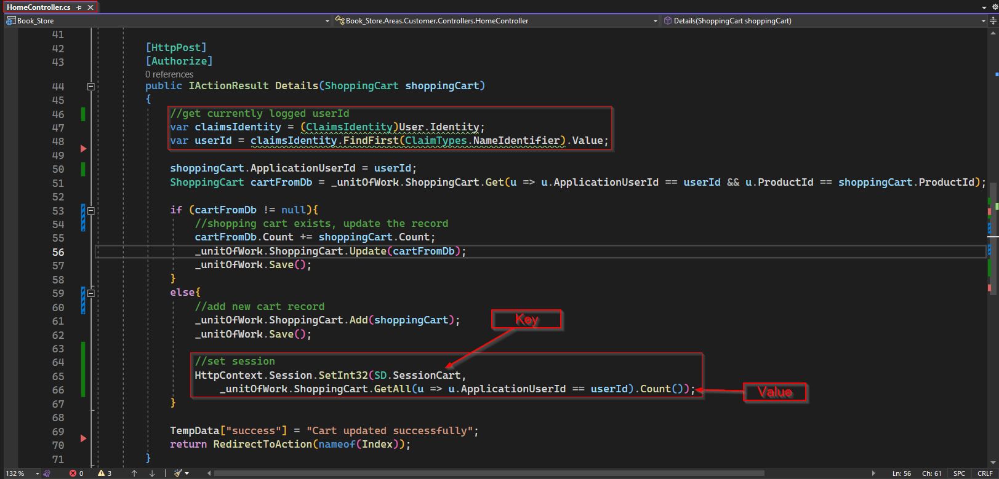 HomeController.cs
Book_Store
Book_Store.Areas.Customer.Controllers.HomeController
Details(ShoppingCart shoppingCart)
41
42 [HttpPost]
43 [Authorize]
0 references
44 public IActionResult Details(ShoppingCart shoppingCart)
45 {
46 //get currently logged userId
47 var claimsIdentity = (ClaimsIdentity)User.Identity;
48 var userId = claimsIdentity.FindFirst(ClaimTypes.NameIdentifier).Value;
49
50 shoppingCart.ApplicationUserId = userId;
51 ShoppingCart cartFromDb = _unitOfWork.ShoppingCart.Get(u => u.ApplicationUserId == userId && u.ProductId == shoppingCart.ProductId);
52
53 if (cartFromDb != null){
54 //shopping cart exists, update the record
55 cartFromDb.Count += shoppingCart.Count;
56 _unitOfWork.ShoppingCart.Update(cartFromDb);
57 _unitOfWork.Save();
58 }
59 else{
60 //add new cart record
61 _unitOfWork.ShoppingCart.Add(shoppingCart);
Key
62 _unitOfWork.Save();
63
64 //set session
65 HttpContext.Session.SetInt32(SD.SessionCart,
66 _unitOfWork.ShoppingCart.GetAll(u => u.ApplicationUserId == userId).Count());
Value
67 }
68
69 TempData["success"] = "Cart updated successfully";
70 return RedirectToAction(nameof(Index));
71 }
132 % 0 3 Ln: 56 Ch: 61 SPC CRLF